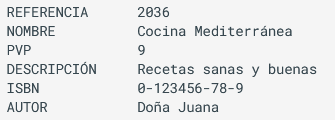 REFERENCIA 2036
NOMBRE Cocina Mediterránea
PVP 9
DESCRIPCIÓN Recetas sanas y buenas
ISBN 0-123456-78-9
AUTOR Doña Juana